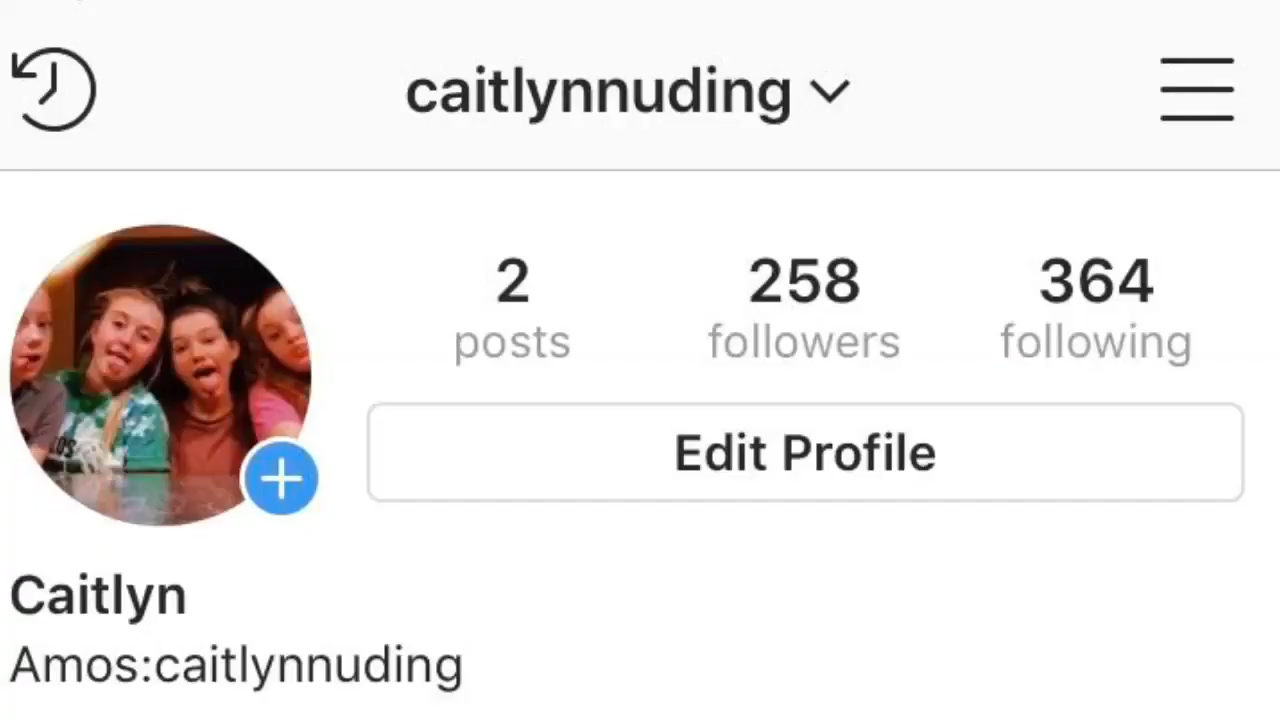 caitlynnuding
2 258 364
posts followers following
Edit Profile
Caitlyn
Amos:caitlynnuding